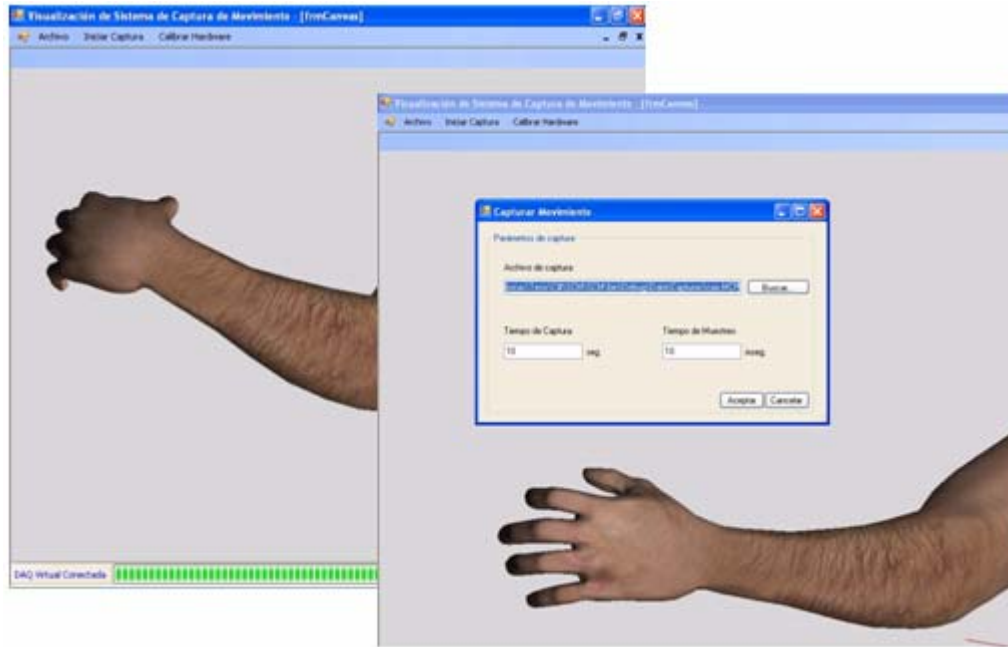 Visualización de Sistema de Captura de Movimiento - [frmCanvas]
Archivo Iniciar Captura Calibrar Hardware
Visualización de Sistema de Captura de Movimiento - [frmCanvas]
Archivo Iniciar Captura Calibrar Hardware
Capturar Movimiento
Parámetros de captura
Archivo de captura
Buscar...
Tiempo de Captura Tiempo de Muestreo
10 seg. 10 mseg.
Aceptar Cancelar
DAQ Virtual Conectada